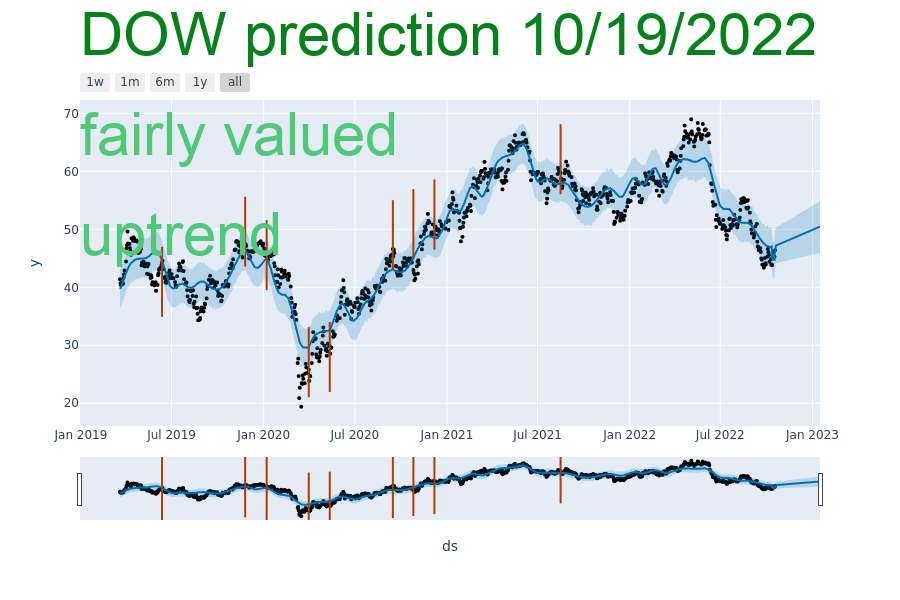 DOW prediction 10/19/2022
1w 1m 6m 1y all
70
fairly valued
60
50
uptrend
y
40
30
20
Jan 2019 Jul 2019 Jan 2020 Jul 2020 Jan 2021 Jul 2021 Jan 2022 Jul 2022 Jan 2023
ds